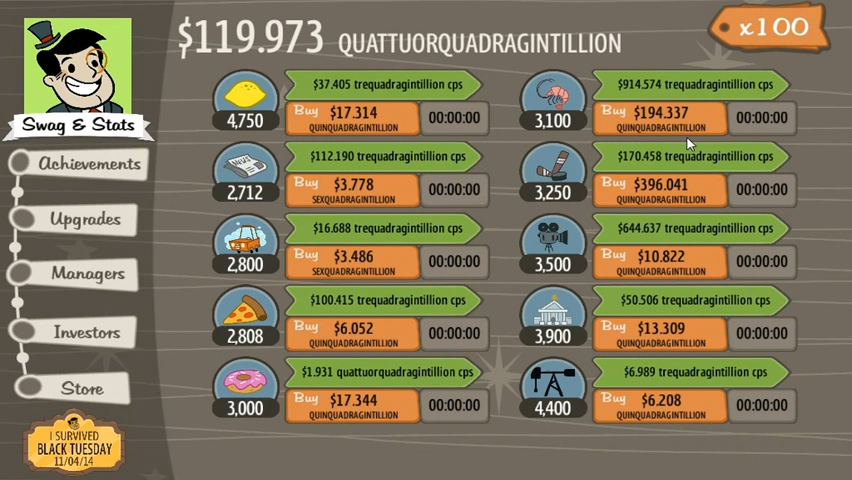 $119.973 QUATTUORQUADRAGINTILLION
x100
Swag & Stats
Achievements
Upgrades
Managers
Investors
Store
I SURVIVED
BLACK TUESDAY
11/04/14
$37.405 trequadragintillion cps
4,750
Buy $17.314
QUINQUADRAGINTILLION
00:00:00
$914.574 trequadragintillion cps
3,100
Buy $194.337
QUINQUADRAGINTILLION
00:00:00
NEWS
$112.190 trequadragintillion cps
2,712
Buy $3.778
SEXQUADRAGINTILLION
00:00:00
$170.458 trequadragintillion cps
3,250
Buy $396.041
QUINQUADRAGINTILLION
00:00:00
$16.688 trequadragintillion cps
2,800
Buy $3.486
SEXQUADRAGINTILLION
00:00:00
$644.637 trequadragintillion cps
3,500
Buy $10.822
QUINQUADRAGINTILLION
00:00:00
$100.415 trequadragintillion cps
2,808
Buy $6.052
QUINQUADRAGINTILLION
00:00:00
$50.506 trequadragintillion cps
3,900
Buy $13.309
QUINQUADRAGINTILLION
00:00:00
$1.931 quattuorquadragintillion cps
3,000
Buy $17.344
QUINQUADRAGINTILLION
00:00:00
$6.989 trequadragintillion cps
4,400
Buy $6.208
QUINQUADRAGINTILLION
00:00:00